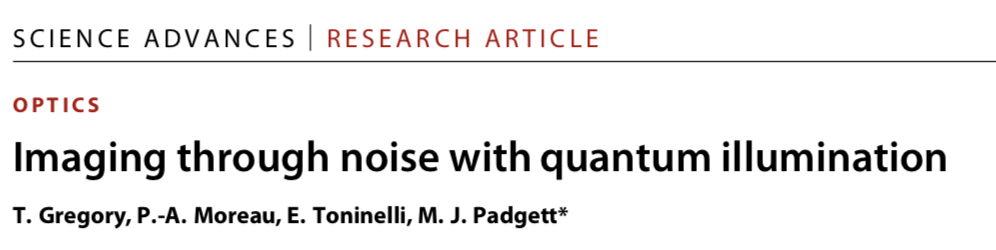 SCIENCE ADVANCES | RESEARCH ARTICLE
OPTICS
Imaging through noise with quantum illumination
T. Gregory, P.-A. Moreau, E. Toninelli, M. J. Padgett*